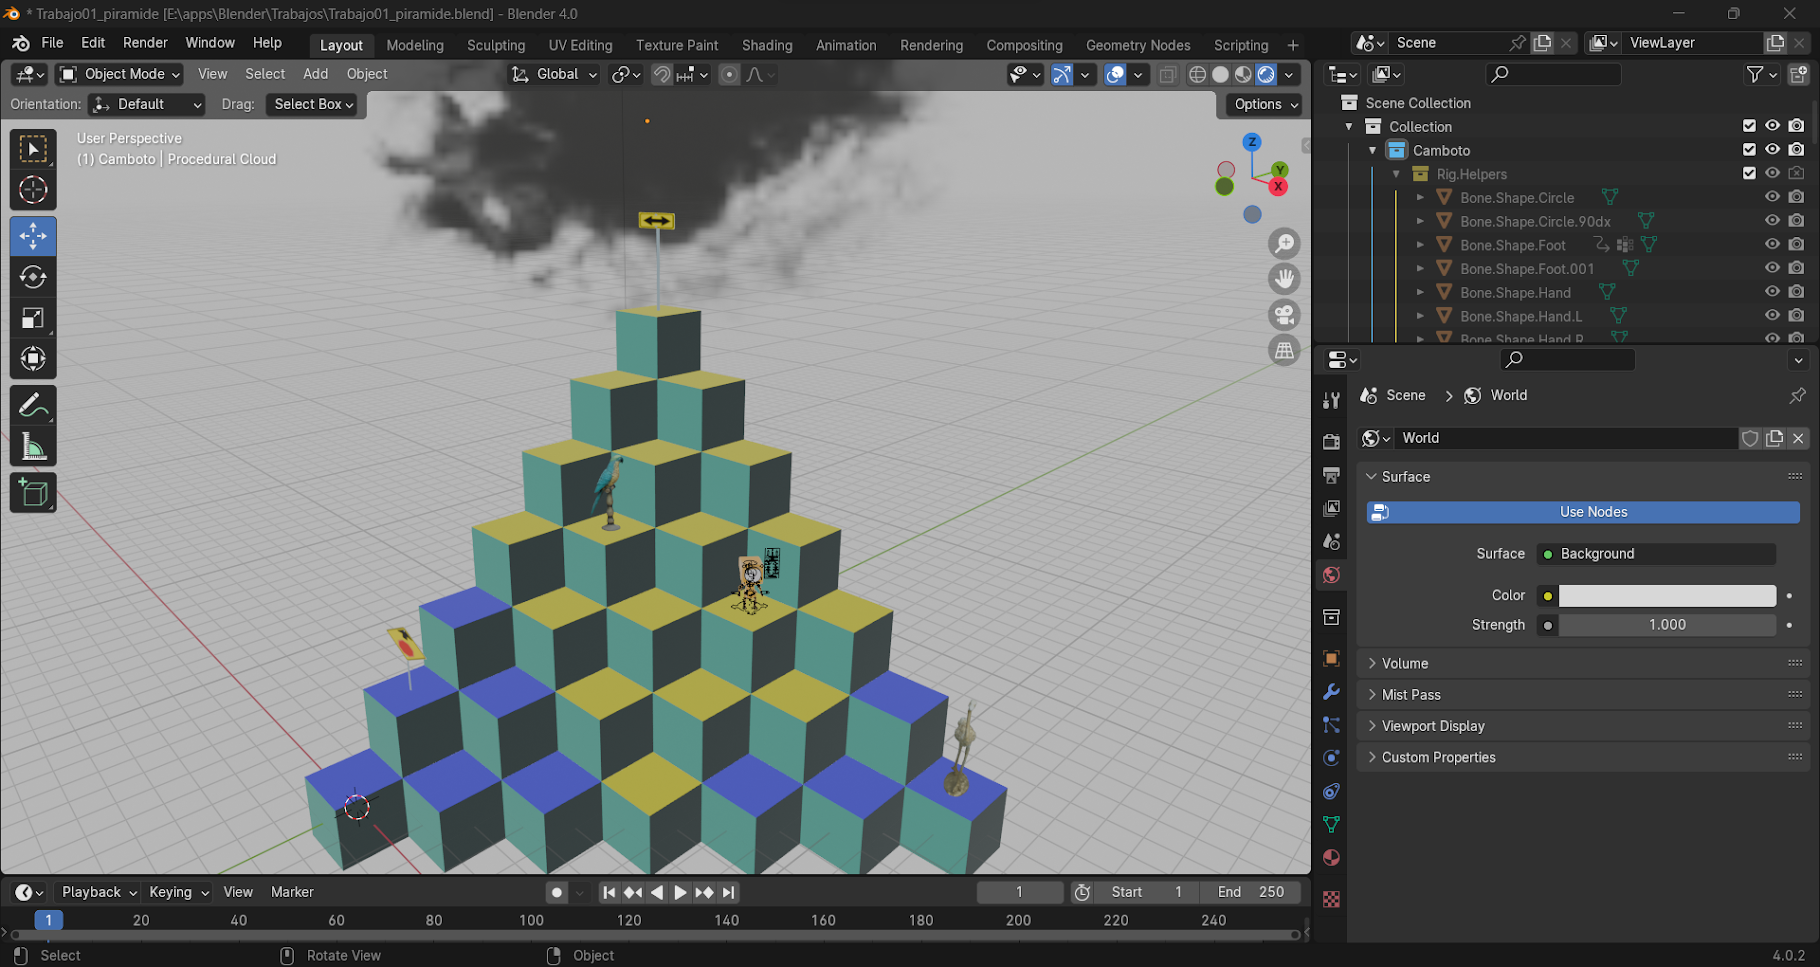 * Trabajo01_piramide [E:\apps\Blender\Trabajos\Trabajo01_piramide.blend] - Blender 4.0
File Edit Render Window Help Layout Modeling Sculpting UV Editing Texture Paint Shading Animation Rendering Compositing Geometry Nodes Scripting + Scene ViewLayer
Object Mode View Select Add Object Global
Orientation: Default Drag: Select Box Options
User Perspective
(1) Camboto | Procedural Cloud
Z
Y
X
Scene Collection
Collection
Camboto
Rig.Helpers
Bone.Shape.Circle
Bone.Shape.Circle.90dx
Bone.Shape.Foot
Bone.Shape.Foot.001
Bone.Shape.Hand
Bone.Shape.Hand.L
Bone.Shape.Hand.R
Scene > World
World
Surface
Use Nodes
Surface Background
Color
Strength 1.000
Volume
Mist Pass
Viewport Display
Custom Properties
Playback Keying View Marker 1 Start 1 End 250
1 20 40 60 80 100 120 140 160 180 200 220 240
Select Rotate View Object 4.0.2